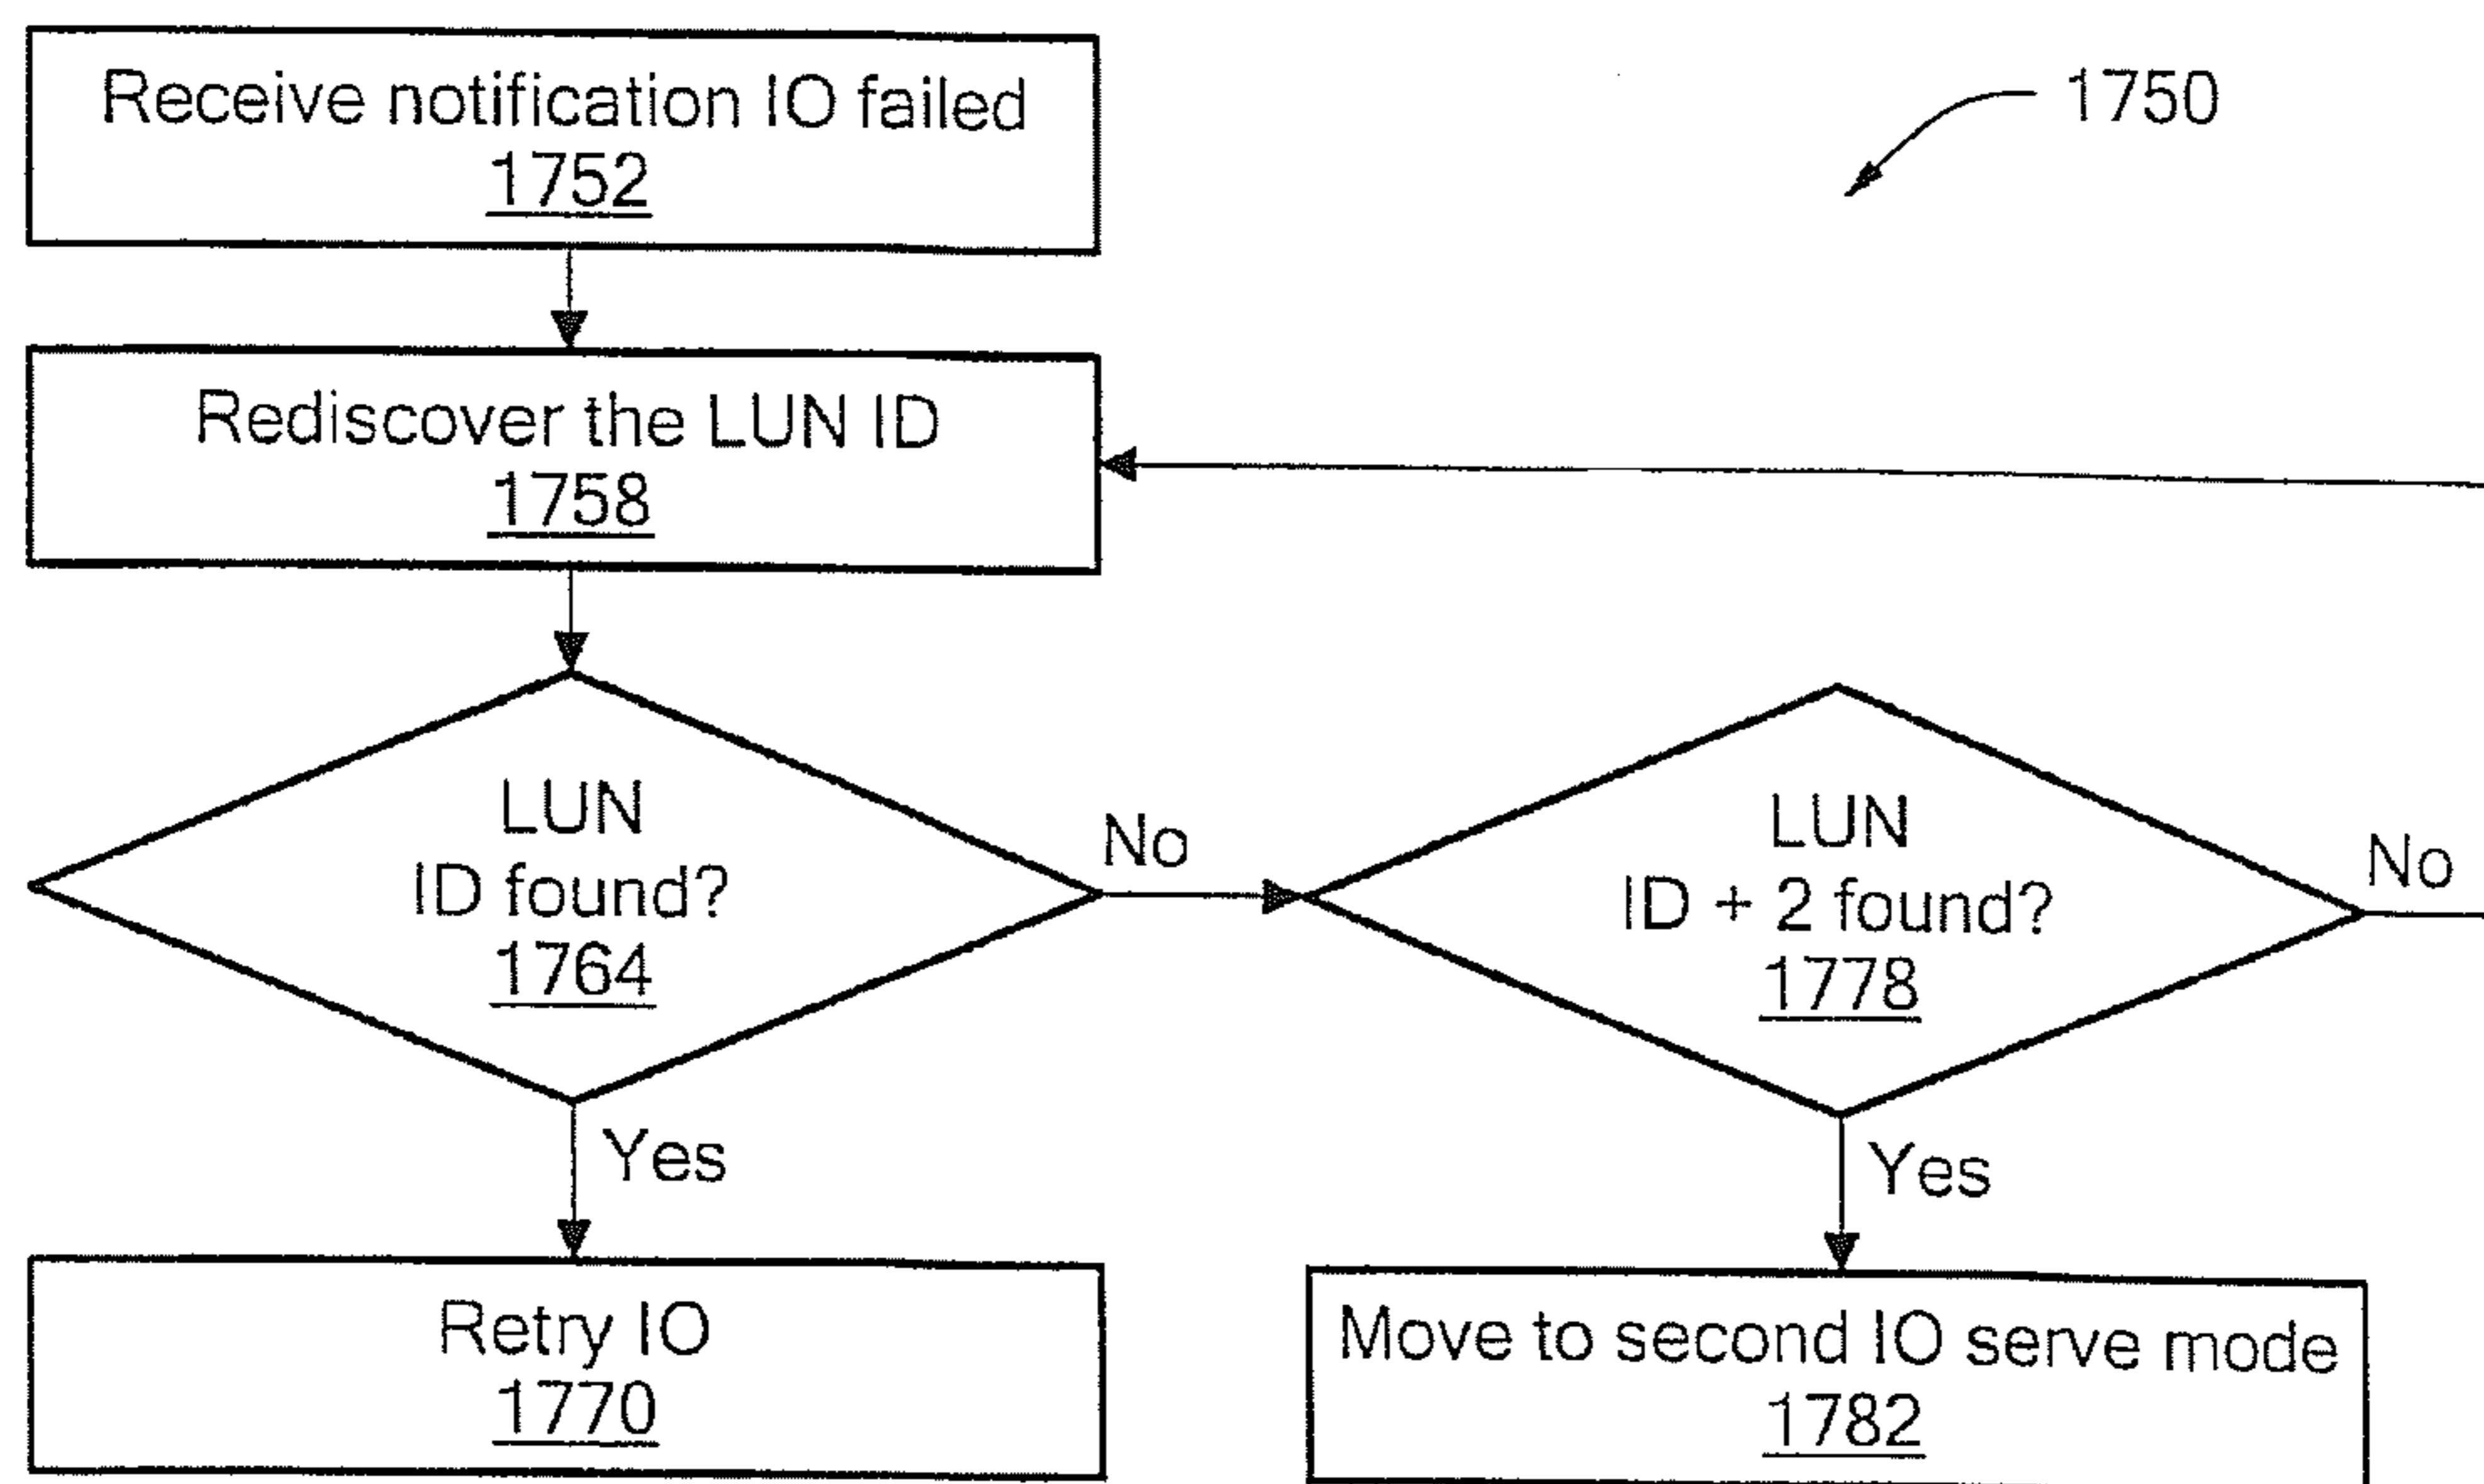 Receive notification IO failed
1752
1750
Rediscover the LUN ID
1758
LUN
ID found?
1764
No
LUN
ID + 2 found?
1778
No
Yes
Yes
Retry IO
1770
Move to second IO serve mode
1782